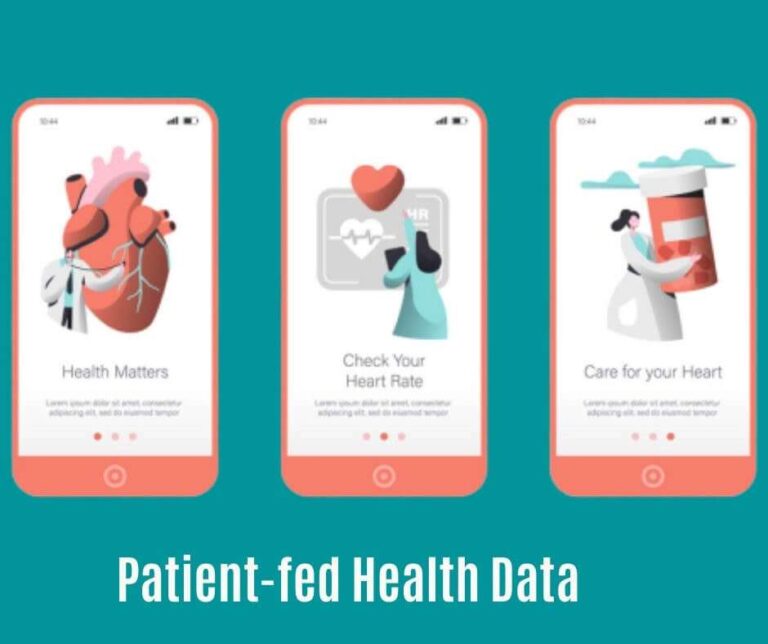 10:44
Health Matters
Lorem ipsum dolor sit amet, consectetur
adipiscing elit, sed do eiusmod tempor
10:44
HR
Check Your
Heart Rate
Lorem ipsum dolor sit amet, consectetur
adipiscing elit, sed do eiusmod tempor
10:44
Care for your Heart
Lorem ipsum dolor sit amet, consectetur
adipiscing elit, sed do eiusmod tempor
Patient-fed Health Data